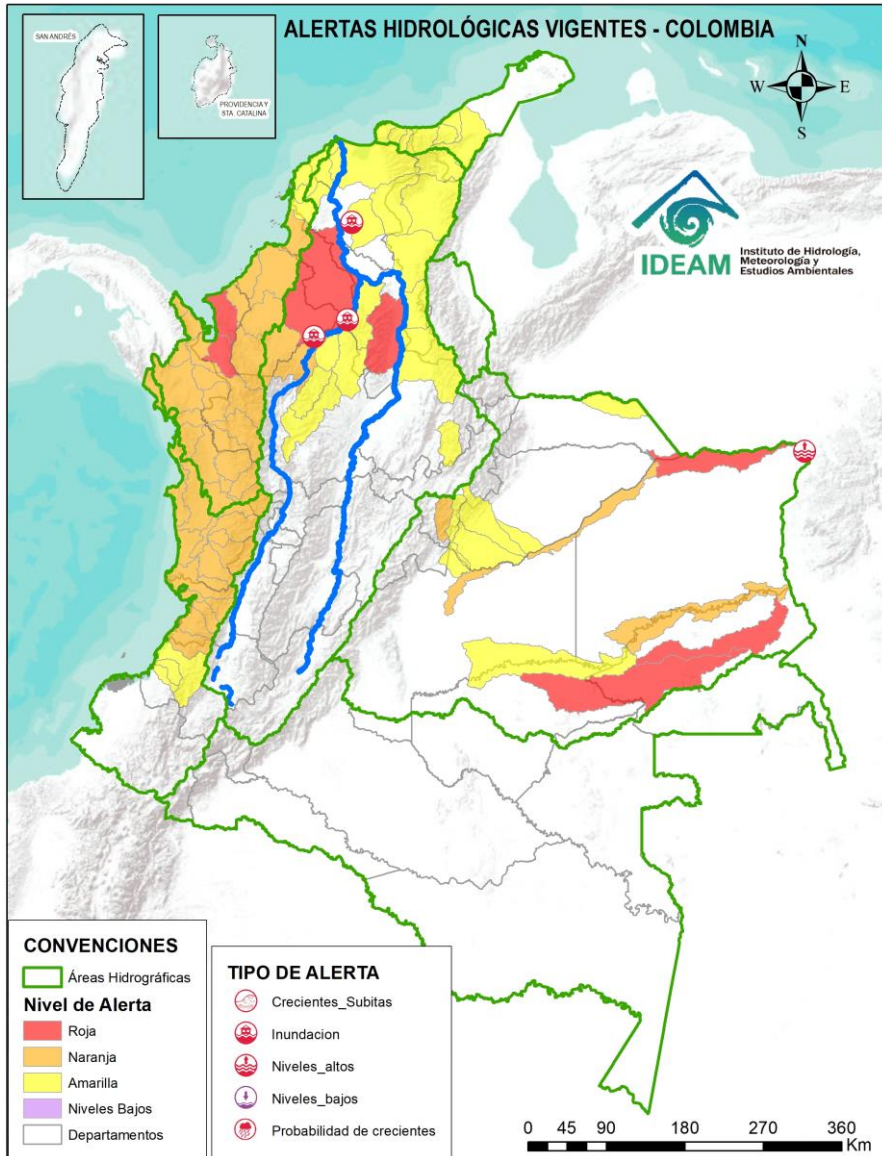 ALERTAS HIDROLÓGICAS VIGENTES - COLOMBIA
SAN ANDRÉS
PROVIDENCIA Y
STA. CATALINA
N
W
E
S
IDEAM
Instituto de Hidrología,
Meteorología y
Estudios Ambientales
CONVENCIONES
Áreas Hidrográficas
Nivel de Alerta
Roja
Naranja
Amarilla
Niveles Bajos
Departamentos
TIPO DE ALERTA
Crecientes_Subitas
Inundacion
Niveles_altos
Niveles_bajos
Probabilidad de crecientes
0 45 90 180 270 360
Km